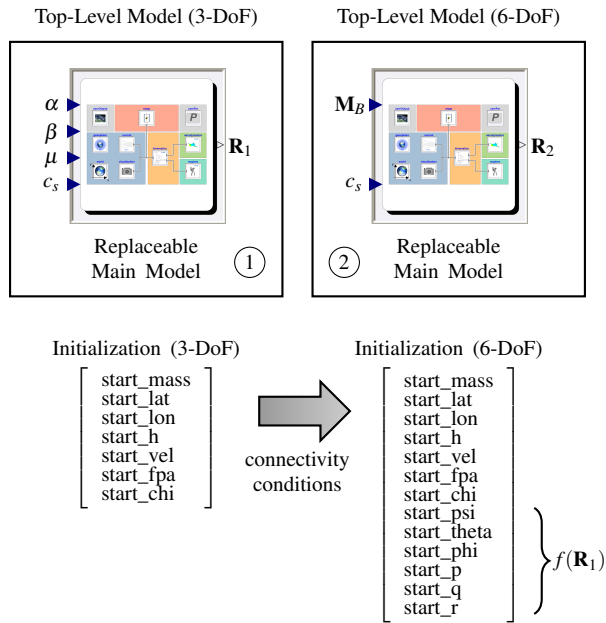 Top-Level Model (3-DoF)
Top-Level Model (6-DoF)
α
β
μ
c_s
R_1
P
Replaceable
Main Model
1
M_B
c_s
R_2
P
Replaceable
Main Model
2
Initialization (3-DoF)
start_mass
start_lat
start_lon
start_h
start_vel
start_fpa
start_chi
connectivity
conditions
Initialization (6-DoF)
start_mass
start_lat
start_lon
start_h
start_vel
start_fpa
start_chi
start_psi
start_theta
start_phi
start_p
start_q
start_r
f(R_1)